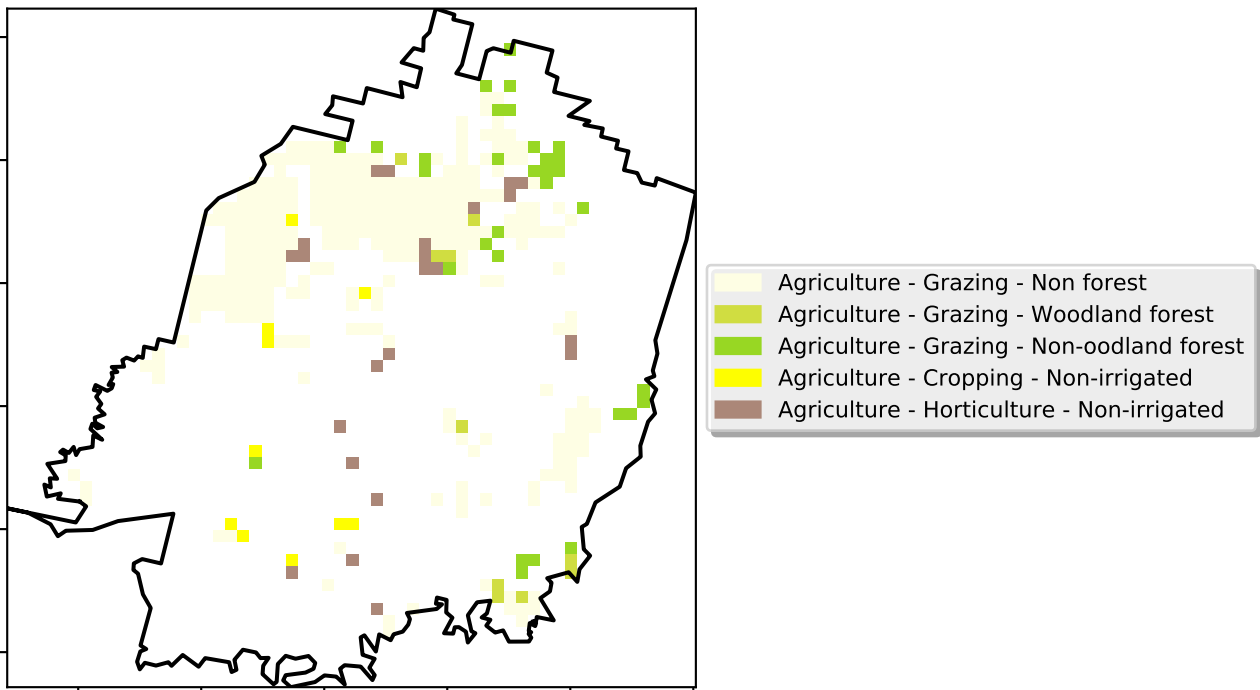 Agriculture - Grazing - Non forest
Agriculture - Grazing - Woodland forest
Agriculture - Grazing - Non-oodland forest
Agriculture - Cropping - Non-irrigated
Agriculture - Horticulture - Non-irrigated